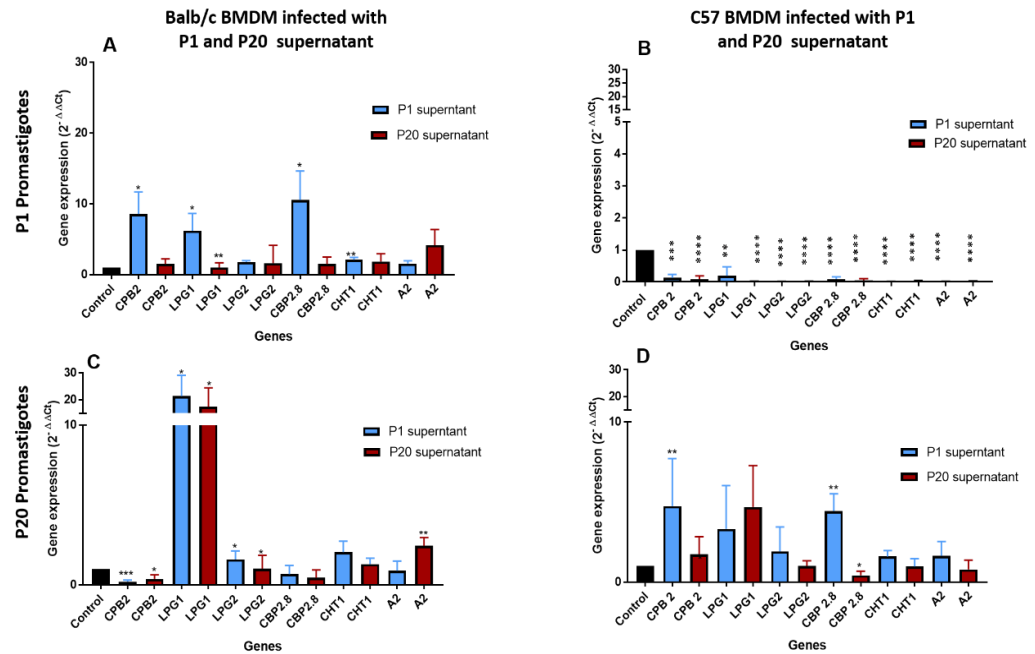 Balb/c BMDM infected with
P1 and P20 supernatant
C57 BMDM infected with P1
and P20 supernatant
P1 Promastigotes
P20 Promastigotes
A
Gene expression (2^- ΔΔCt)
30
20
10
0
P1 superntant
P20 supernatant
* * ** * **
Control CPB2 CPB2 LPG1 LPG1 LPG2 LPG2 CBP2.8 CBP2.8 CHT1 CHT1 A2 A2
Genes
B
Gene expression (2^- ΔΔCt)
30
25
20
15
10
5
4
3
2
1
0
P1 superntant
P20 supernatant
*** **** ** **** **** **** **** **** **** **** **** ****
Control CPB 2 CPB 2 LPG1 LPG1 LPG2 LPG2 CBP 2.8 CBP 2.8 CHT1 CHT1 A2 A2
Genes
C
Gene expression (2^- ΔΔCt)
30
20
10
10
0
P1 superntant
P20 supernatant
*** * * * * * **
Control CPB2 CPB2 LPG1 LPG1 LPG2 LPG2 CBP2.8 CBP2.8 CHT1 CHT1 A2 A2
Genes
D
Gene expression (2^- ΔΔCt)
30
20
10
10
0
P1 superntant
P20 supernatant
** ** *
Control CPB 2 CPB 2 LPG1 LPG1 LPG2 LPG2 CBP 2.8 CBP 2.8 CHT1 CHT1 A2 A2
Genes